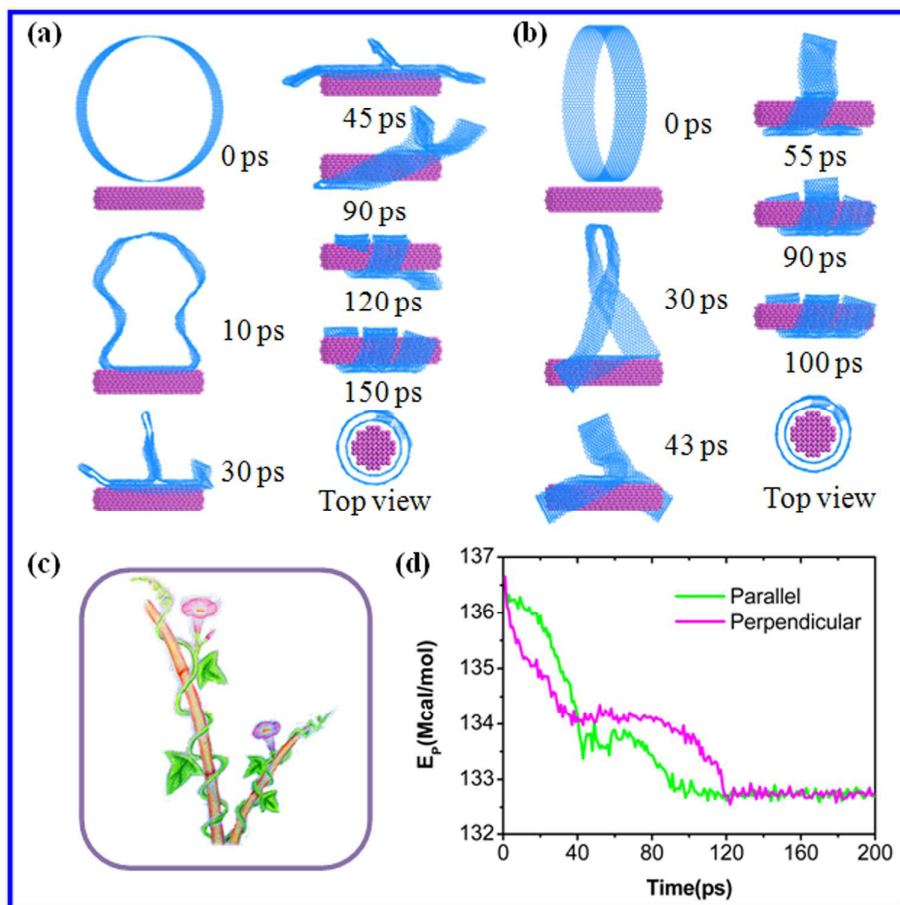 (a)
0 ps
10 ps
30 ps
45 ps
90 ps
120 ps
150 ps
Top view
(b)
0 ps
30 ps
43 ps
55 ps
90 ps
100 ps
Top view
(c)
(d)
137
136
135
134
133
132
E_P(Mcal/mol)
Parallel
Perpendicular
0
40
80
120
160
200
Time(ps)